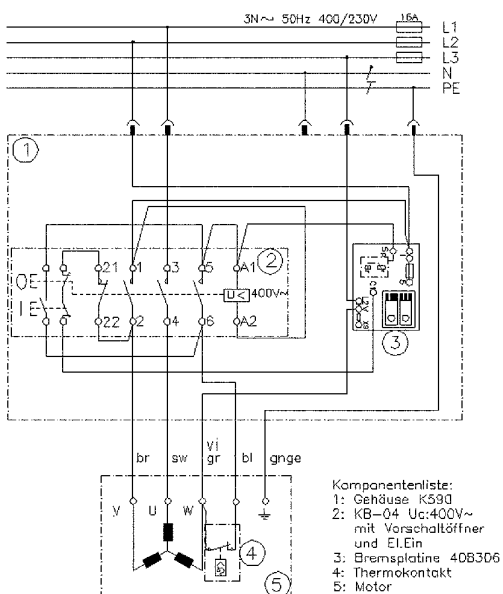 3N~ 50Hz 400/230V 16A
L1
L2
L3
N
PE
1
21 1 3 5 A1 2
0E
U< 400V~
IE
22 2 4 6 A2
3
br sw vi gr bl gnge
V U W
4
5
Komponentenliste:
1: Gehäuse K590
2: KB-04 Uc:400V~
mit Vorschaltöffner
und El.Ein
3: Bremsplatine 40B306
4: Thermokontakt
5: Motor